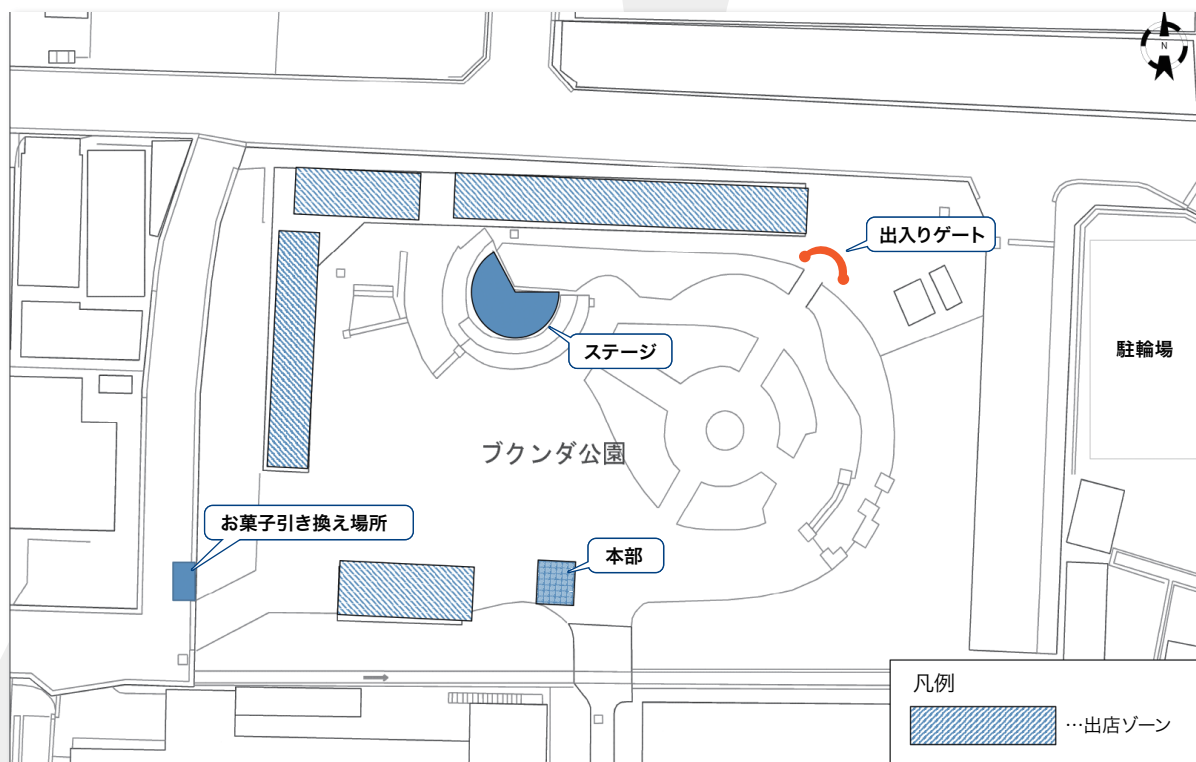 N
出入りゲート
ステージ
駐輪場
ブクンダ公園
お菓子引き換え場所
本部
凡例
…出店ゾーン